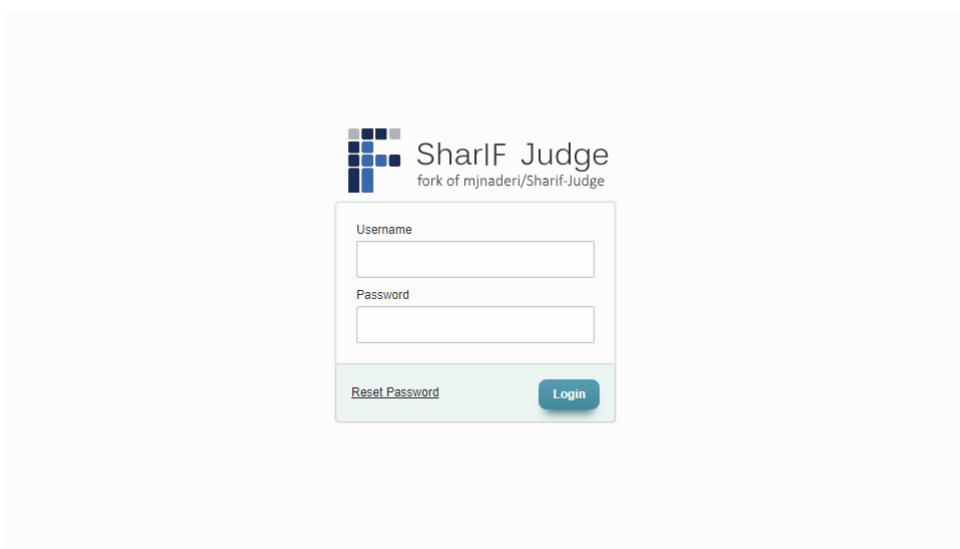 SharIF Judge
fork of mjnaderi/Sharif-Judge
Username
Password
Reset Password
Login